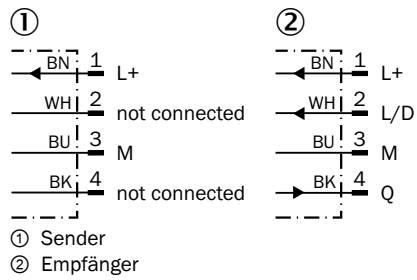 ① ②
BN 1 L+
WH 2 not connected
BU 3 M
BK 4 not connected
BN 1 L+
WH 2 L/D
BU 3 M
BK 4 Q
① Sender
② Empfänger